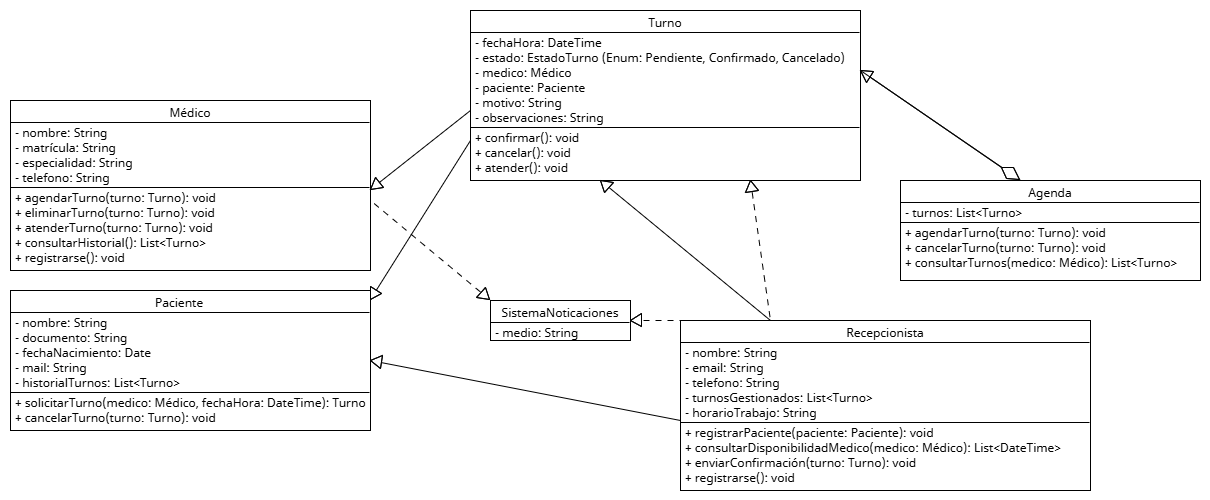 Turno
- fechaHora: DateTime
- estado: EstadoTurno (Enum: Pendiente, Confirmado, Cancelado)
- medico: Médico
- paciente: Paciente
- motivo: String
- observaciones: String
+ confirmar(): void
+ cancelar(): void
+ atender(): void
Médico
- nombre: String
- matrícula: String
- especialidad: String
- telefono: String
+ agendarTurno(turno: Turno): void
+ eliminarTurno(turno: Turno): void
+ atenderTurno(turno: Turno): void
+ consultarHistorial(): List<Turno>
+ registrarse(): void
Agenda
- turnos: List<Turno>
+ agendarTurno(turno: Turno): void
+ cancelarTurno(turno: Turno): void
+ consultarTurnos(medico: Médico): List<Turno>
Paciente
- nombre: String
- documento: String
- fechaNacimiento: Date
- mail: String
- historialTurnos: List<Turno>
+ solicitarTurno(medico: Médico, fechaHora: DateTime): Turno
+ cancelarTurno(turno: Turno): void
SistemaNoticaciones
- medio: String
Recepcionista
- nombre: String
- email: String
- telefono: String
- turnosGestionados: List<Turno>
- horarioTrabajo: String
+ registrarPaciente(paciente: Paciente): void
+ consultarDisponibilidadMedico(medico: Médico): List<DateTime>
+ enviarConfirmación(turno: Turno): void
+ registrarse(): void